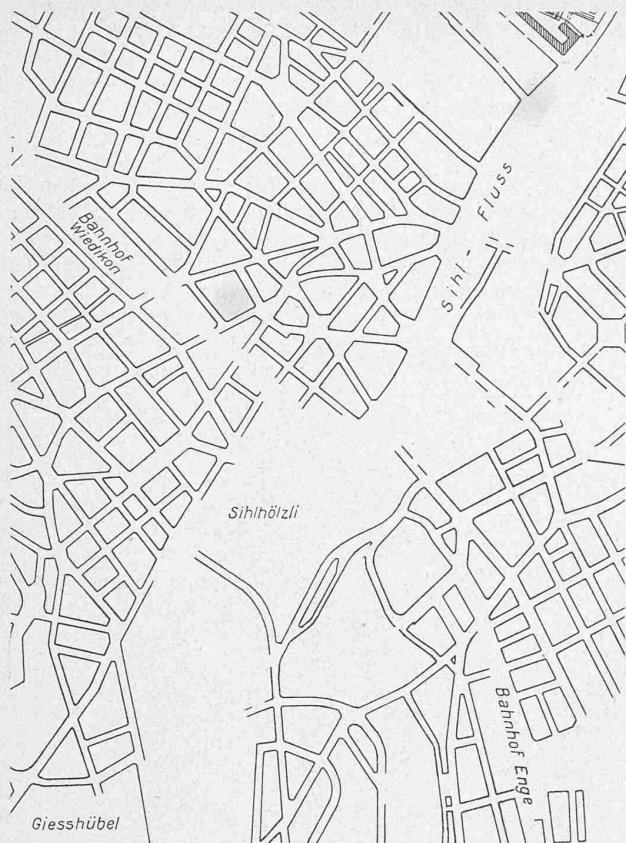 Sihl-Fluss
Bahnhof
Wiedikon
Sihlhölzli
Bahnhof Enge
Giesshübel